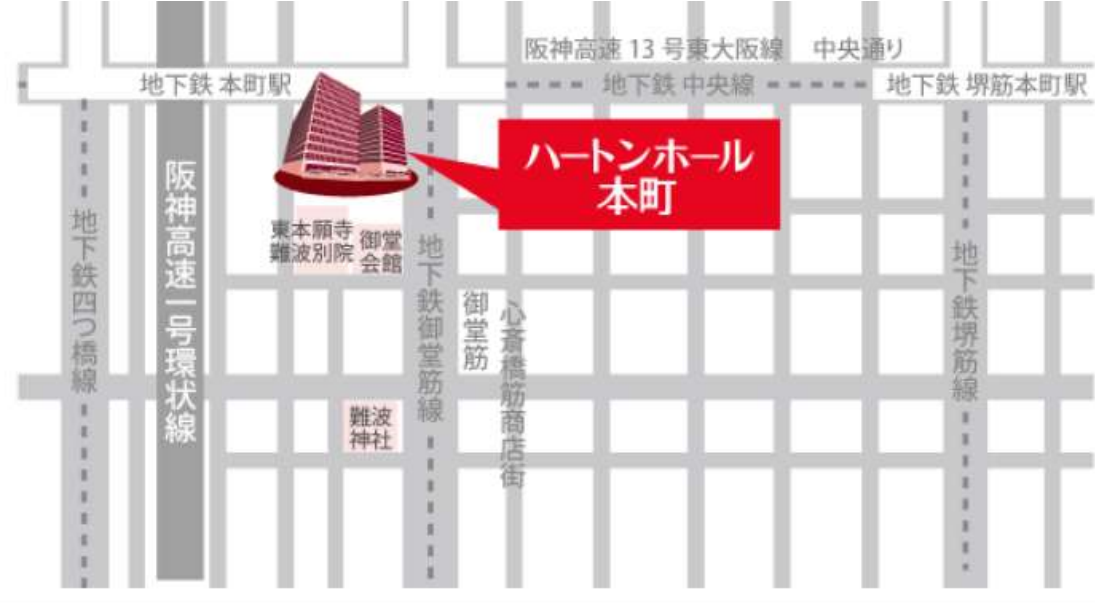 阪神高速 13 号東大阪線 中央通り
地下鉄 本町駅
地下鉄 中央線
地下鉄 堺筋本町駅
ハートンホール
本町
阪神高速一号環状線
地下鉄四つ橋線
東本願寺
難波別院
御堂
会館
地下鉄御堂筋線
御堂筋
心斎橋筋商店街
地下鉄堺筋線
難波
神社